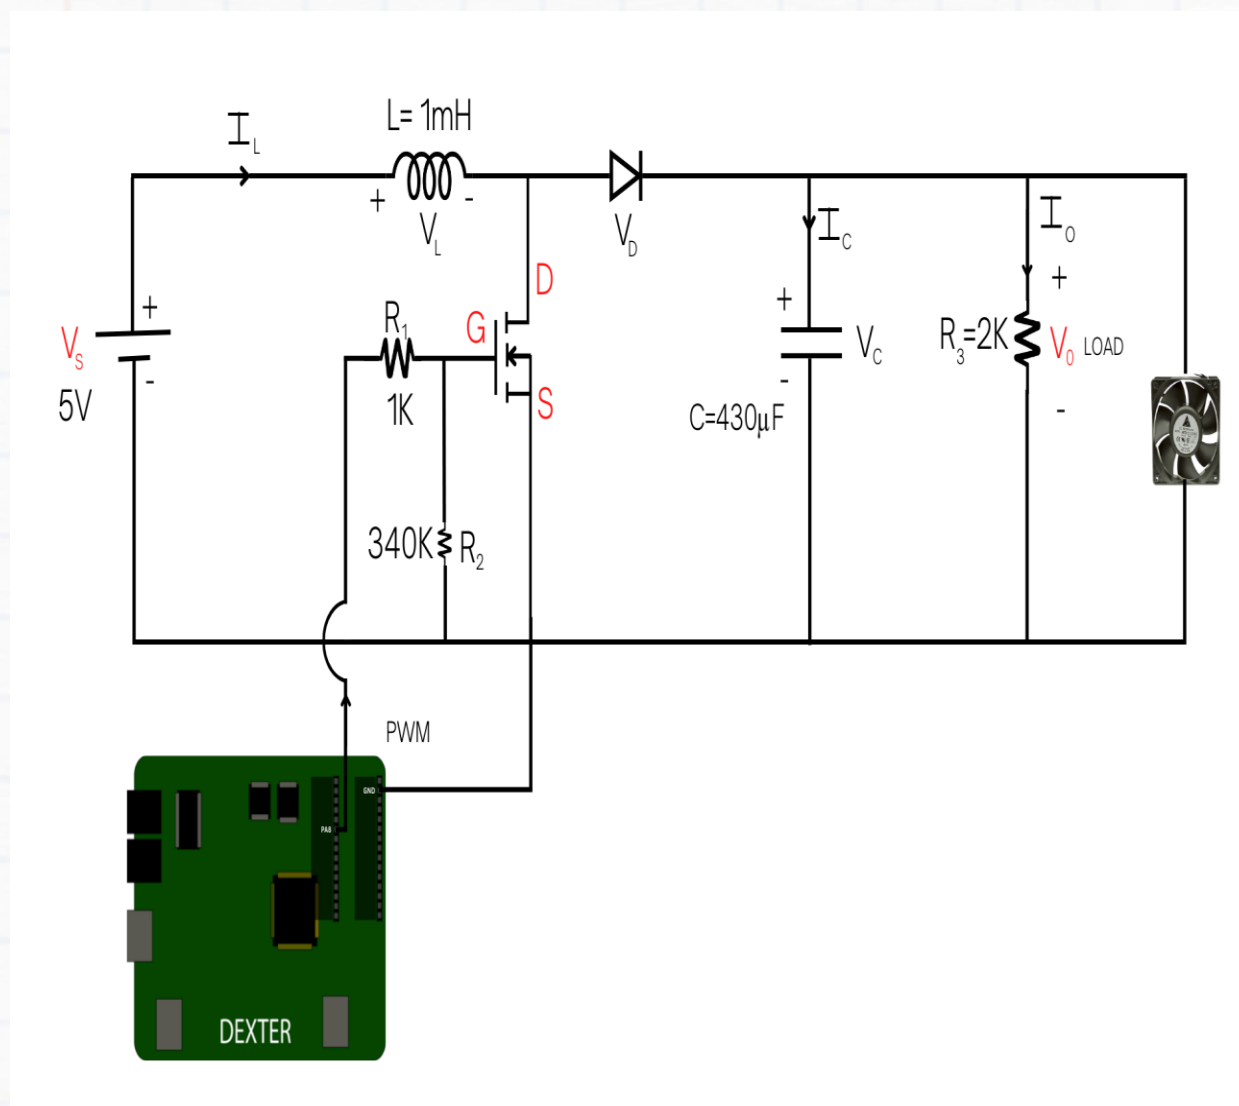 L= 1mH
I_L
+ -
V_L
V_D
I_C
I_O
D
+
V_S
-
5V
R_1
G
1K
S
+
V_C
-
C=430µF
+
R_3=2K
V_0 LOAD
-
340K R_2
PWM
GND
PA8
DEXTER